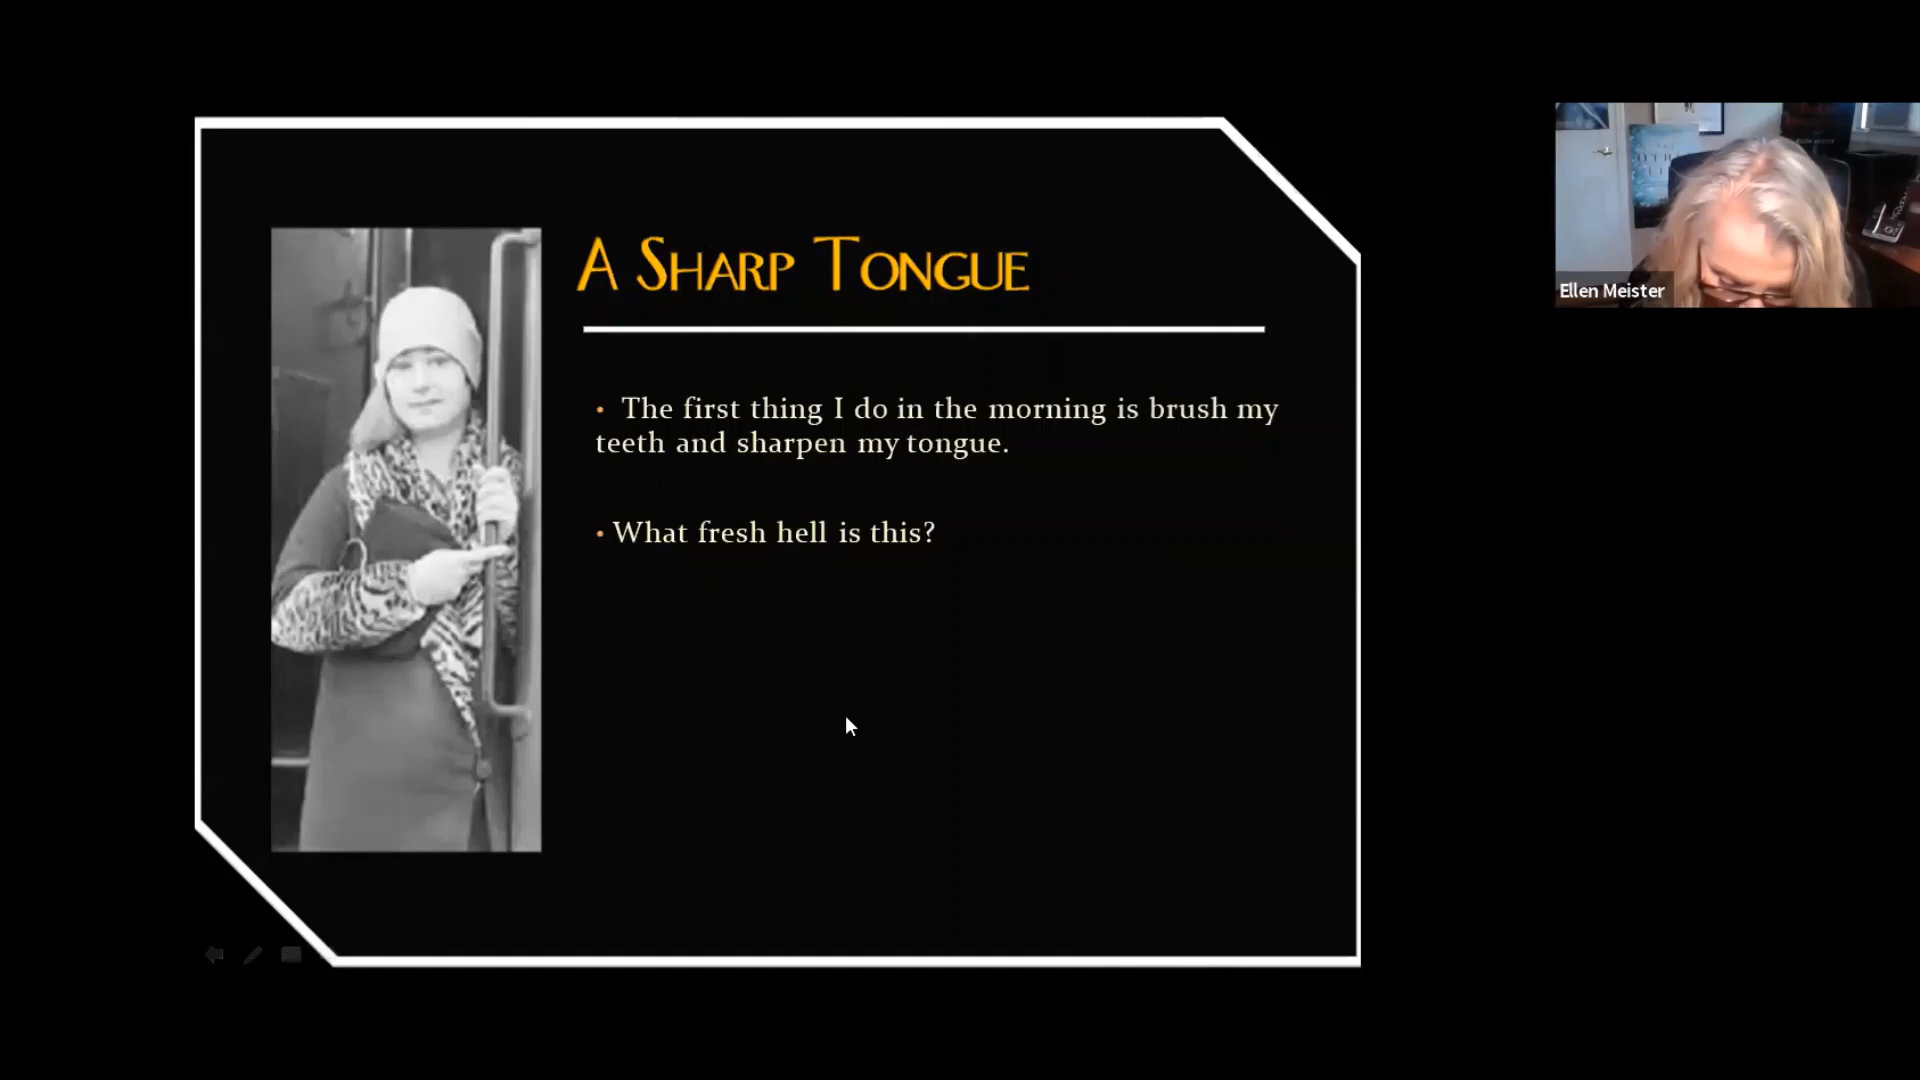 A SHARP TONGUE
• The first thing I do in the morning is brush my
teeth and sharpen my tongue.
• What fresh hell is this?
Ellen Meister